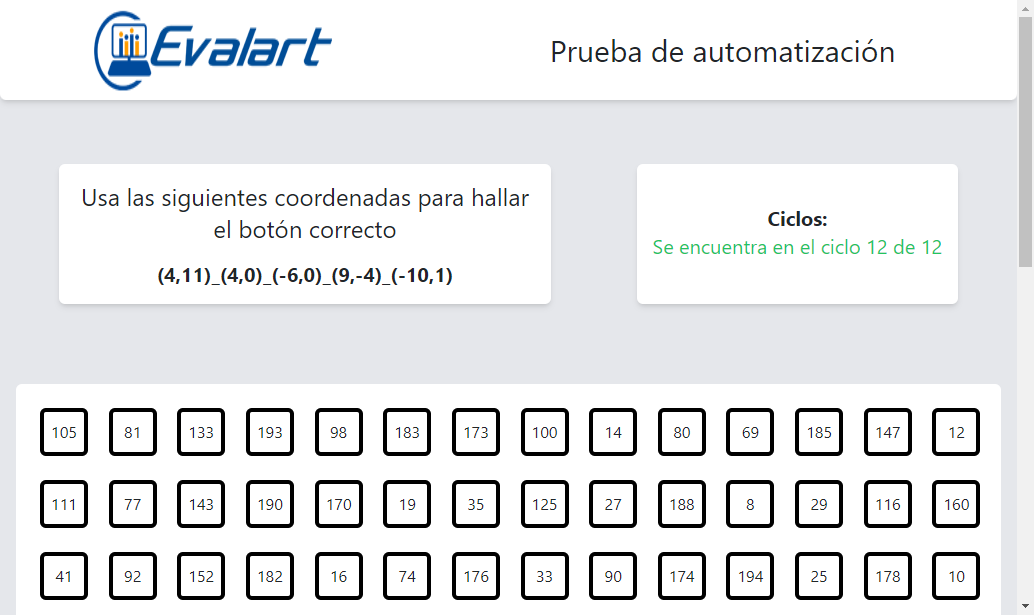 Evalart
Prueba de automatización
Usa las siguientes coordenadas para hallar
el botón correcto
(4,11)_(4,0)_(-6,0)_(9,-4)_(-10,1)
Ciclos:
Se encuentra en el ciclo 12 de 12
105 81 133 193 98 183 173 100 14 80 69 185 147 12
111 77 143 190 170 19 35 125 27 188 8 29 116 160
41 92 152 182 16 74 176 33 90 174 194 25 178 10